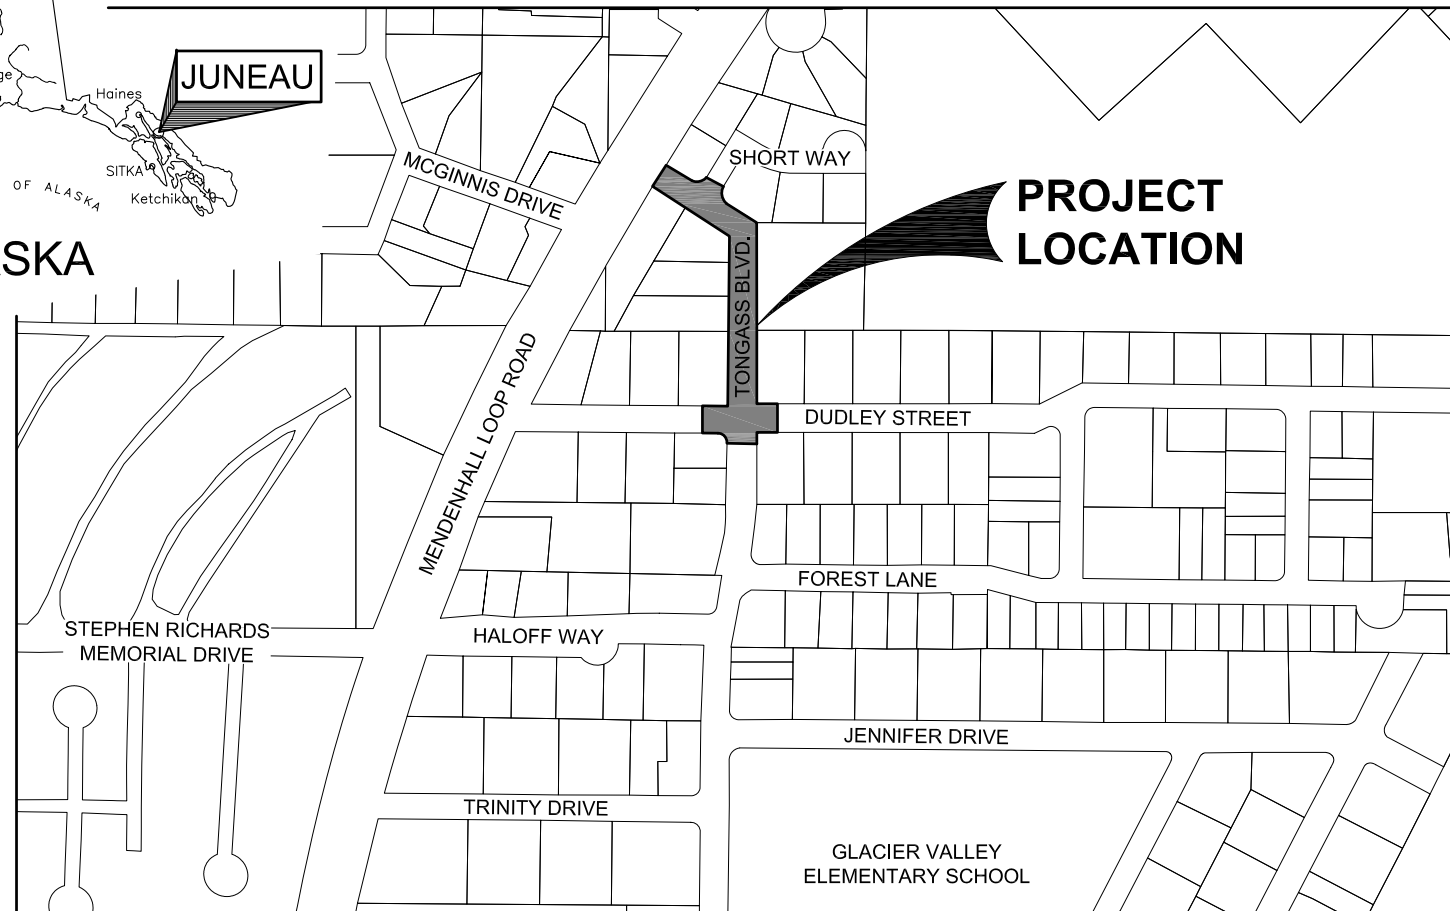 JUNEAU
ge
Haines
SITKA
OF ALASKA
Ketchikan
SKA
MCGINNIS DRIVE
SHORT WAY
PROJECT
LOCATION
TONGASS BLVD.
MENDENHALL LOOP ROAD
DUDLEY STREET
FOREST LANE
STEPHEN RICHARDS
MEMORIAL DRIVE
HALOFF WAY
JENNIFER DRIVE
TRINITY DRIVE
GLACIER VALLEY
ELEMENTARY SCHOOL